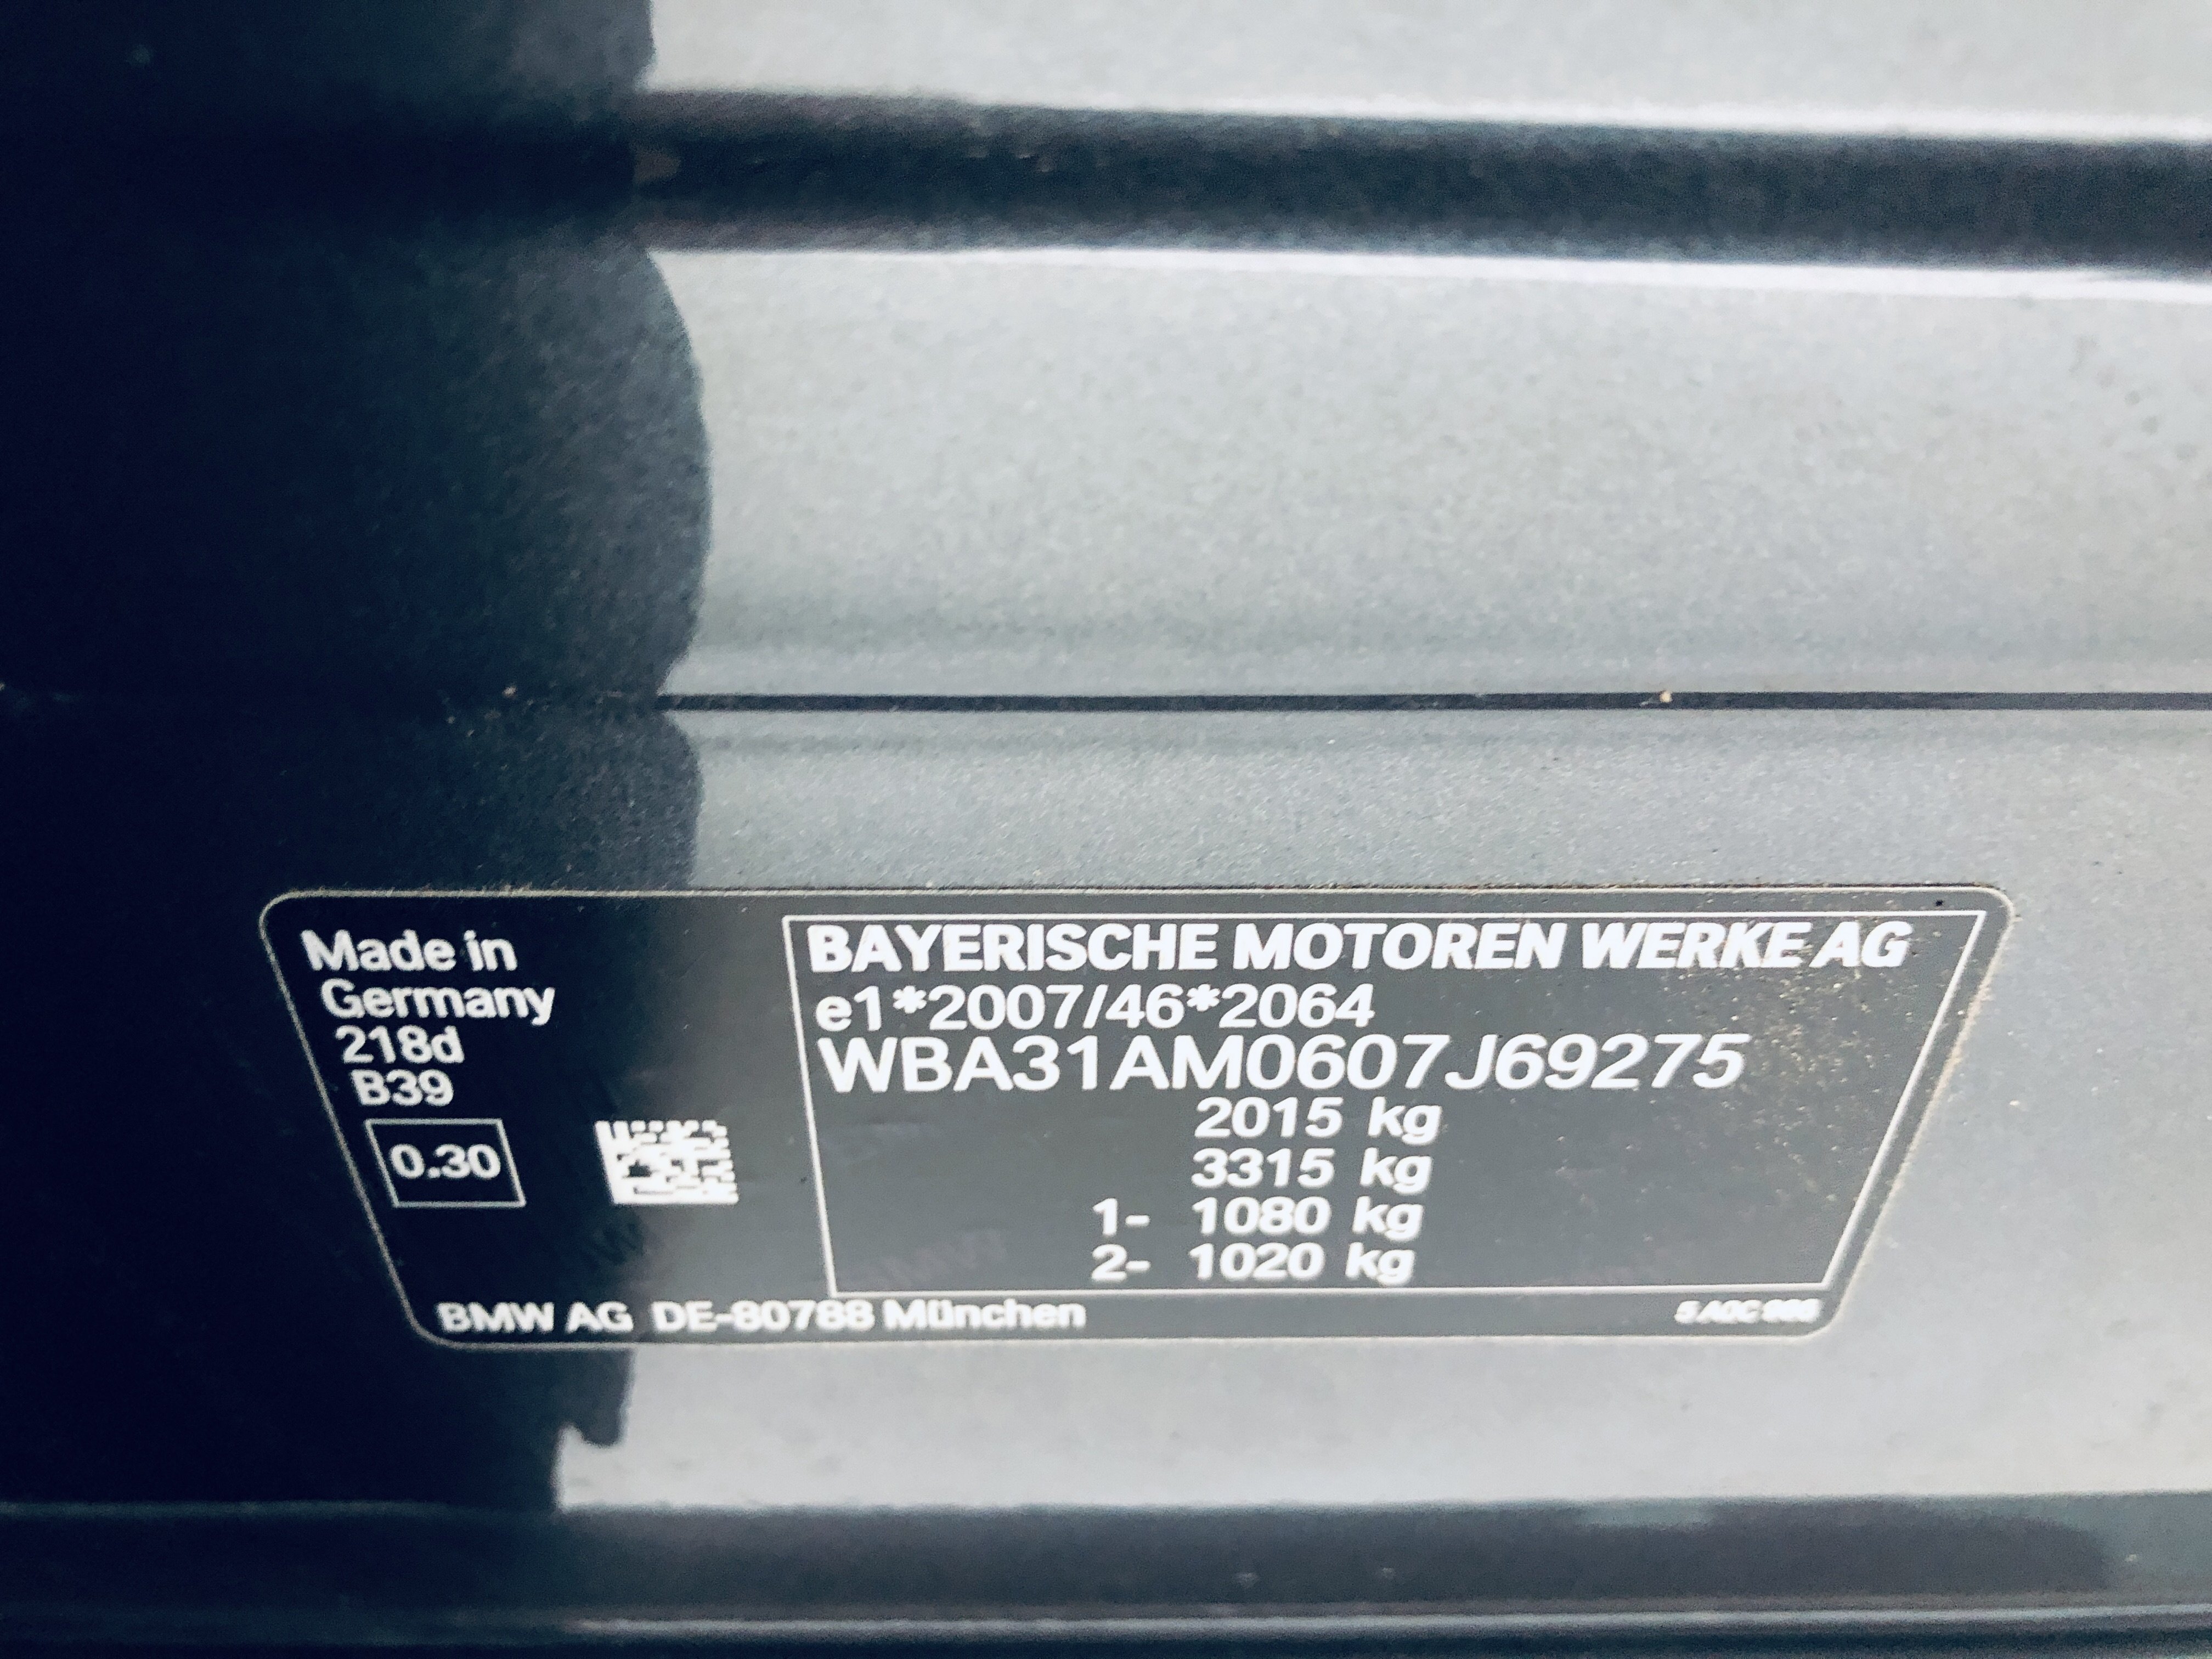 Made in
Germany
218d
B39
0.30
BAYERISCHE MOTOREN WERKE AG
e1*2007/46*2064
WBA31AM0607J69275
2015 kg
3315 kg
1- 1080 kg
2- 1020 kg
BMW AG DE-80788 München